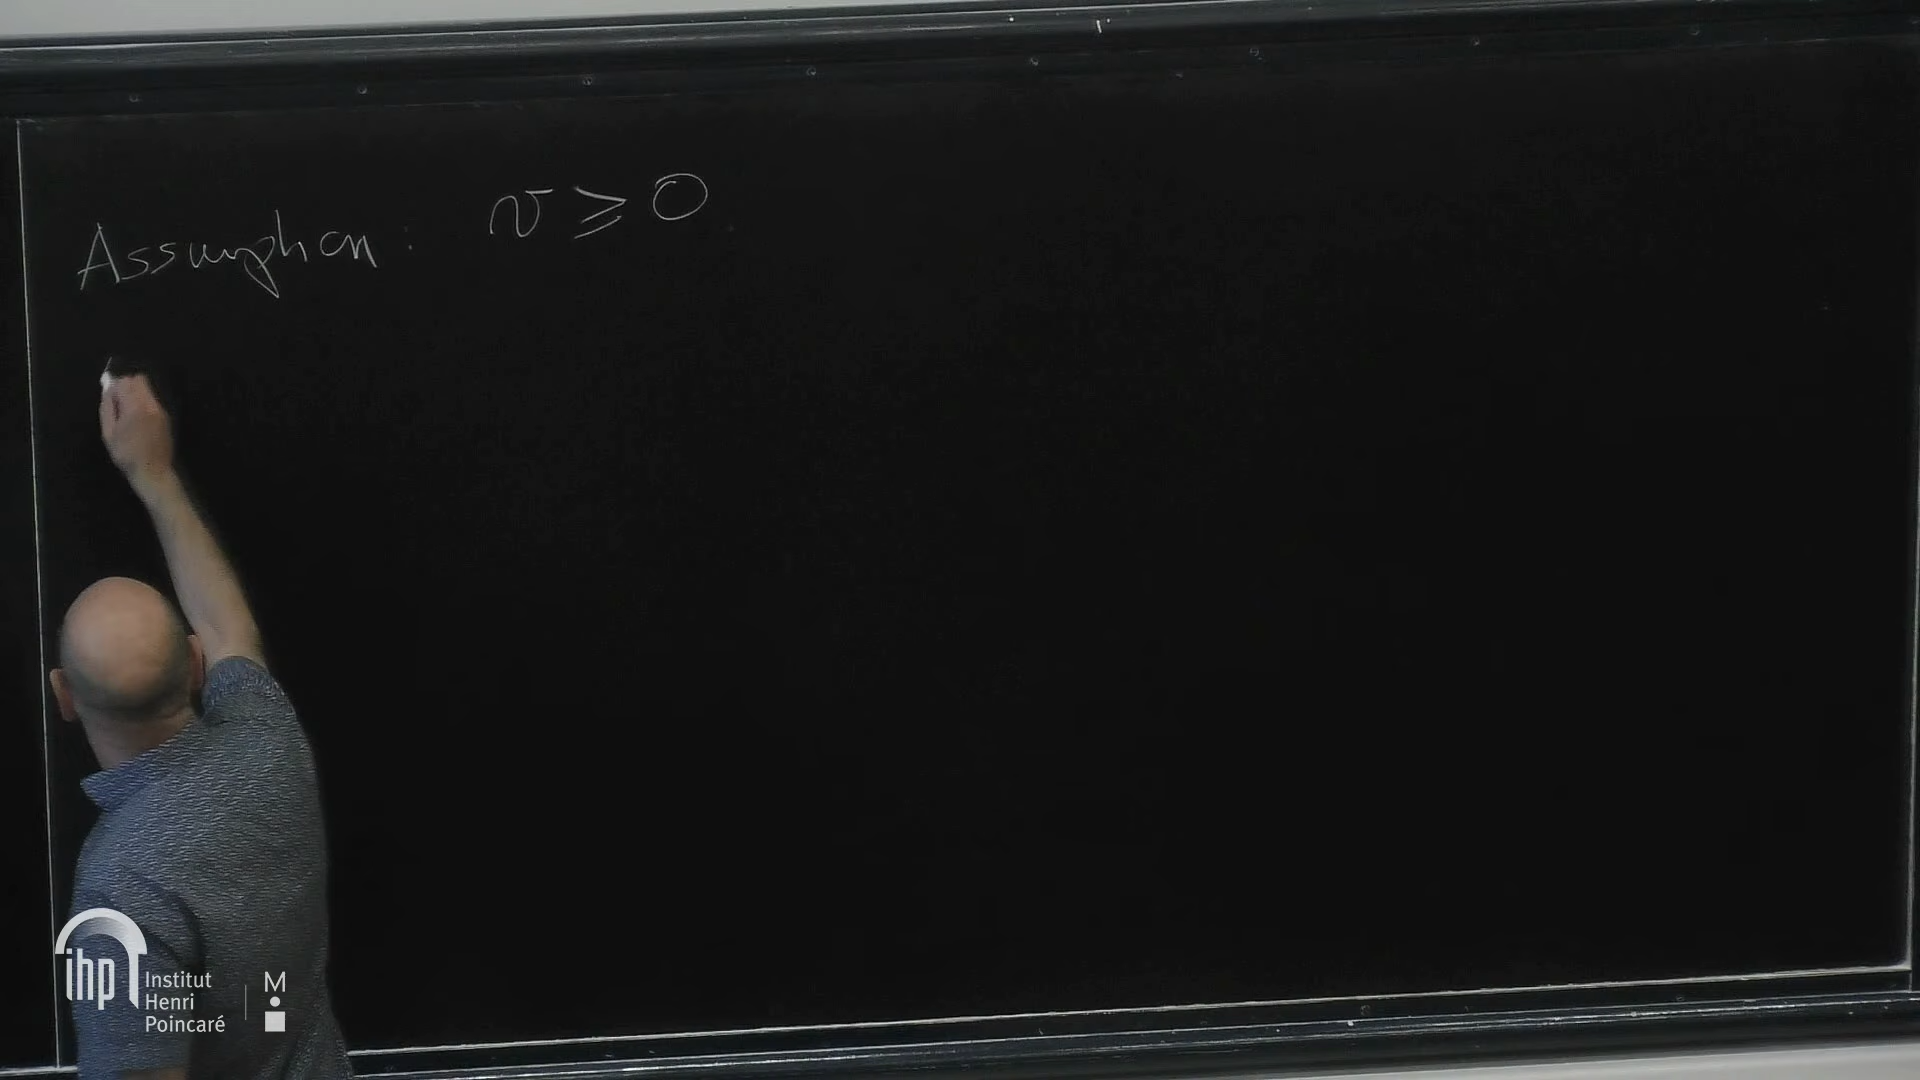 Assumption: v ≥ 0
ihp
Institut
Henri
Poincaré
M